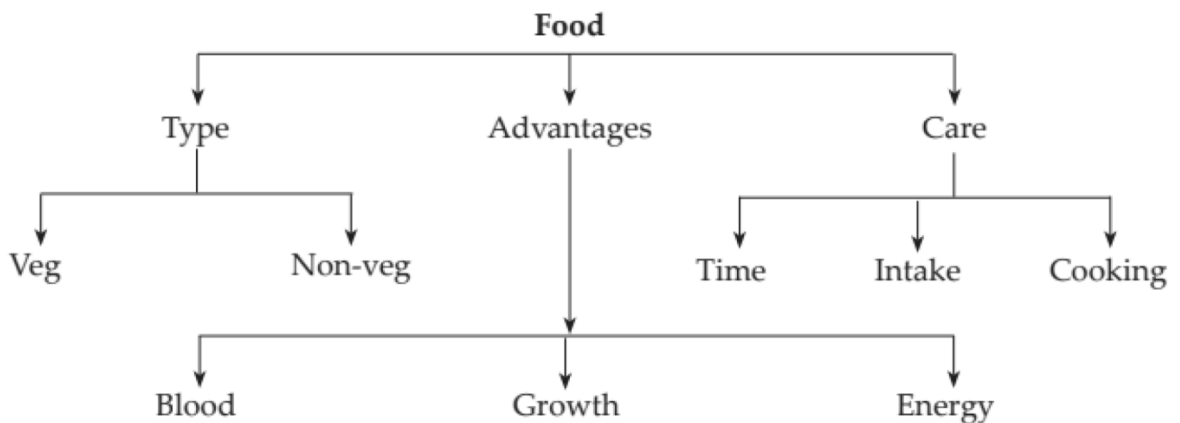 Food
Type Advantages Care
Veg Non-veg Time Intake Cooking
Blood Growth Energy